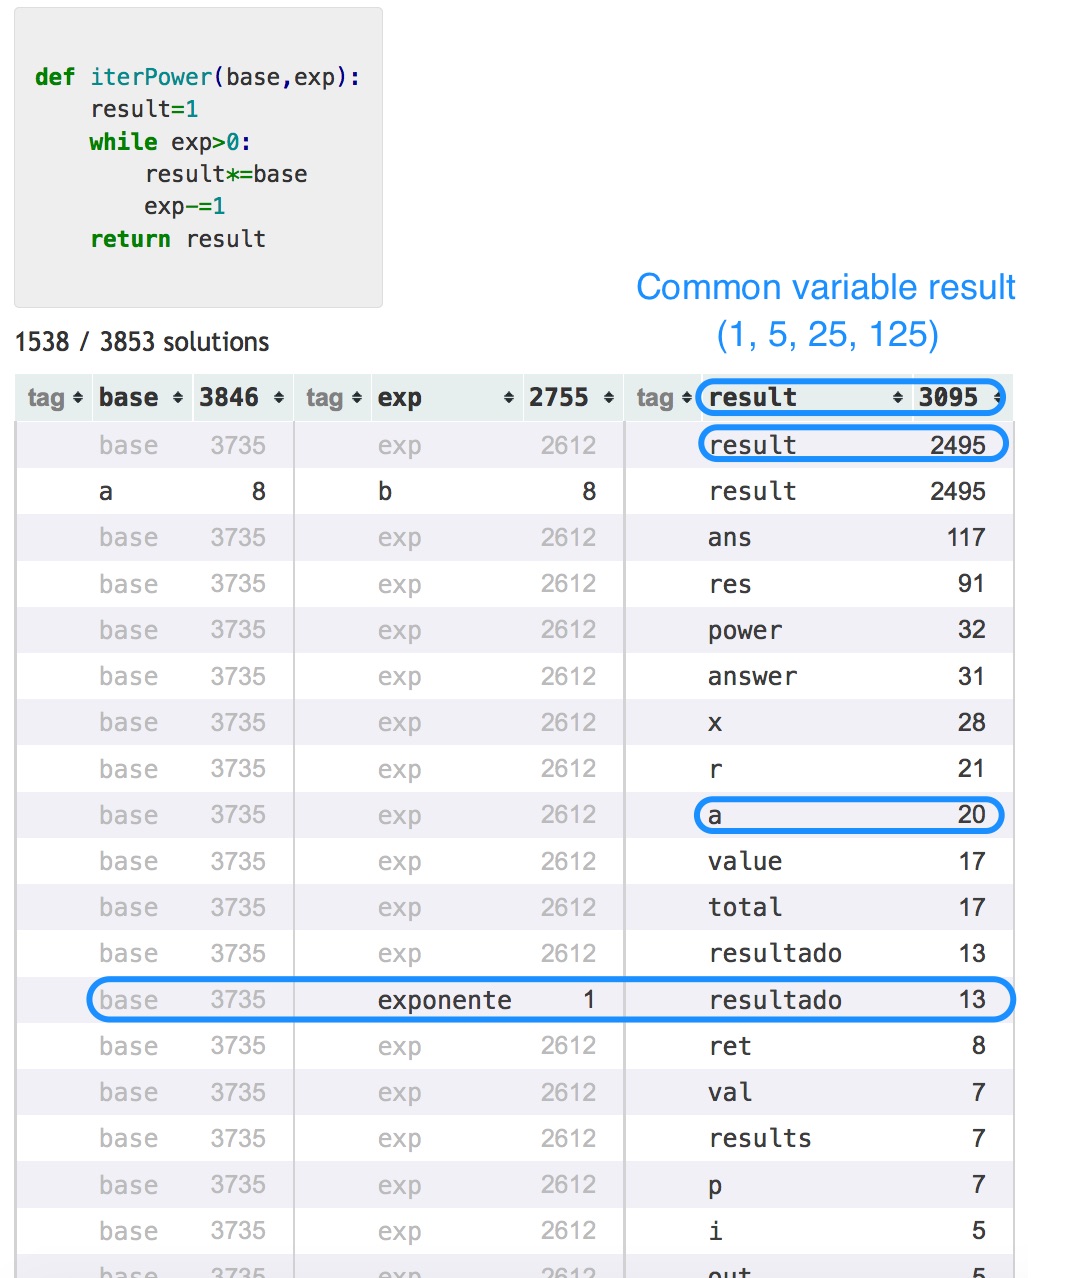 def iterPower(base,exp):
    result=1
    while exp>0:
        result*=base
        exp-=1
    return result
Common variable result
(1, 5, 25, 125)
1538 / 3853 solutions
tag base 3846 tag exp 2755 tag result 3095
base 3735 exp 2612 result 2495
a 8 b 8 result 2495
base 3735 exp 2612 ans 117
base 3735 exp 2612 res 91
base 3735 exp 2612 power 32
base 3735 exp 2612 answer 31
base 3735 exp 2612 x 28
base 3735 exp 2612 r 21
base 3735 exp 2612 a 20
base 3735 exp 2612 value 17
base 3735 exp 2612 total 17
base 3735 exp 2612 resultado 13
base 3735 exponente 1 resultado 13
base 3735 exp 2612 ret 8
base 3735 exp 2612 val 7
base 3735 exp 2612 results 7
base 3735 exp 2612 p 7
base 3735 exp 2612 i 5
base 3735 exp 2612 out 5